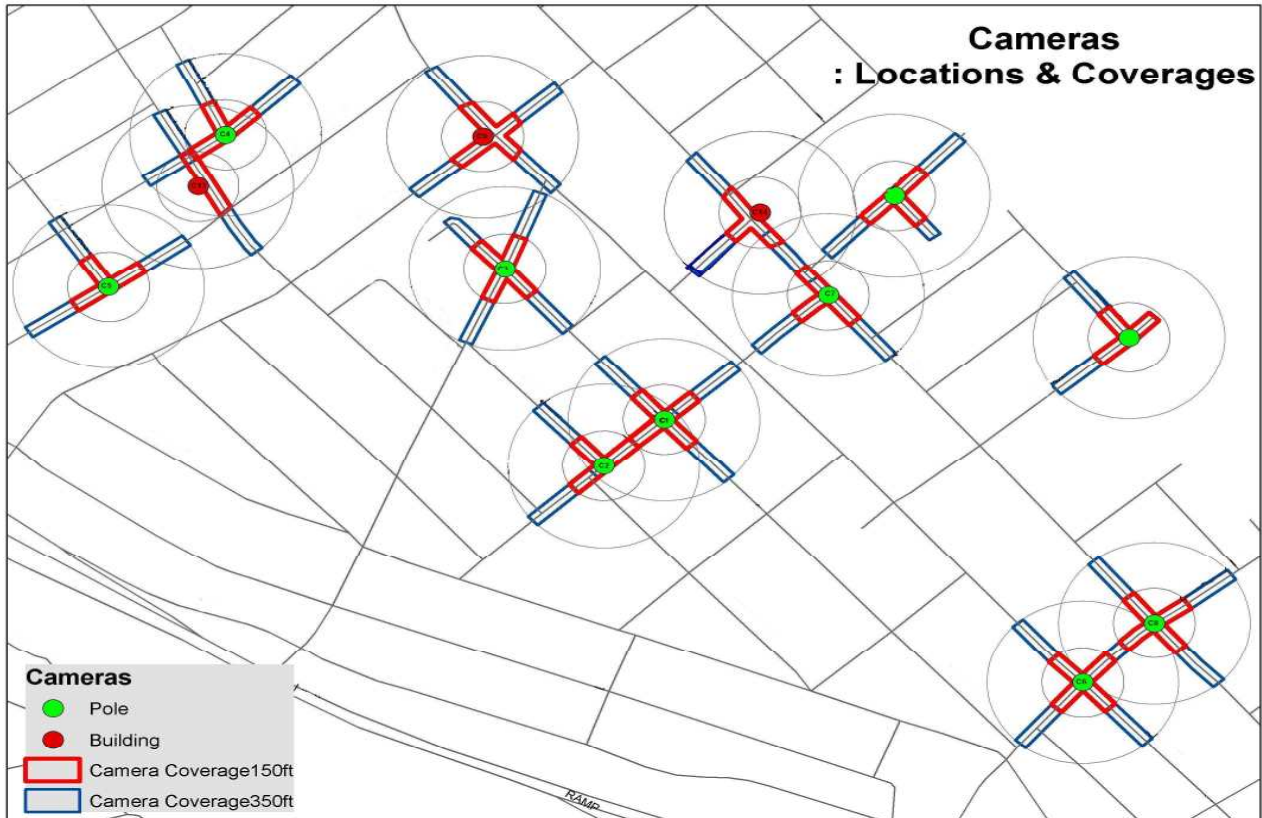 Cameras
: Locations & Coverages
C4
C5
C7
C1
C2
C6
Cameras
Pole
Building
Camera Coverage150ft
Camera Coverage350ft
RAMP